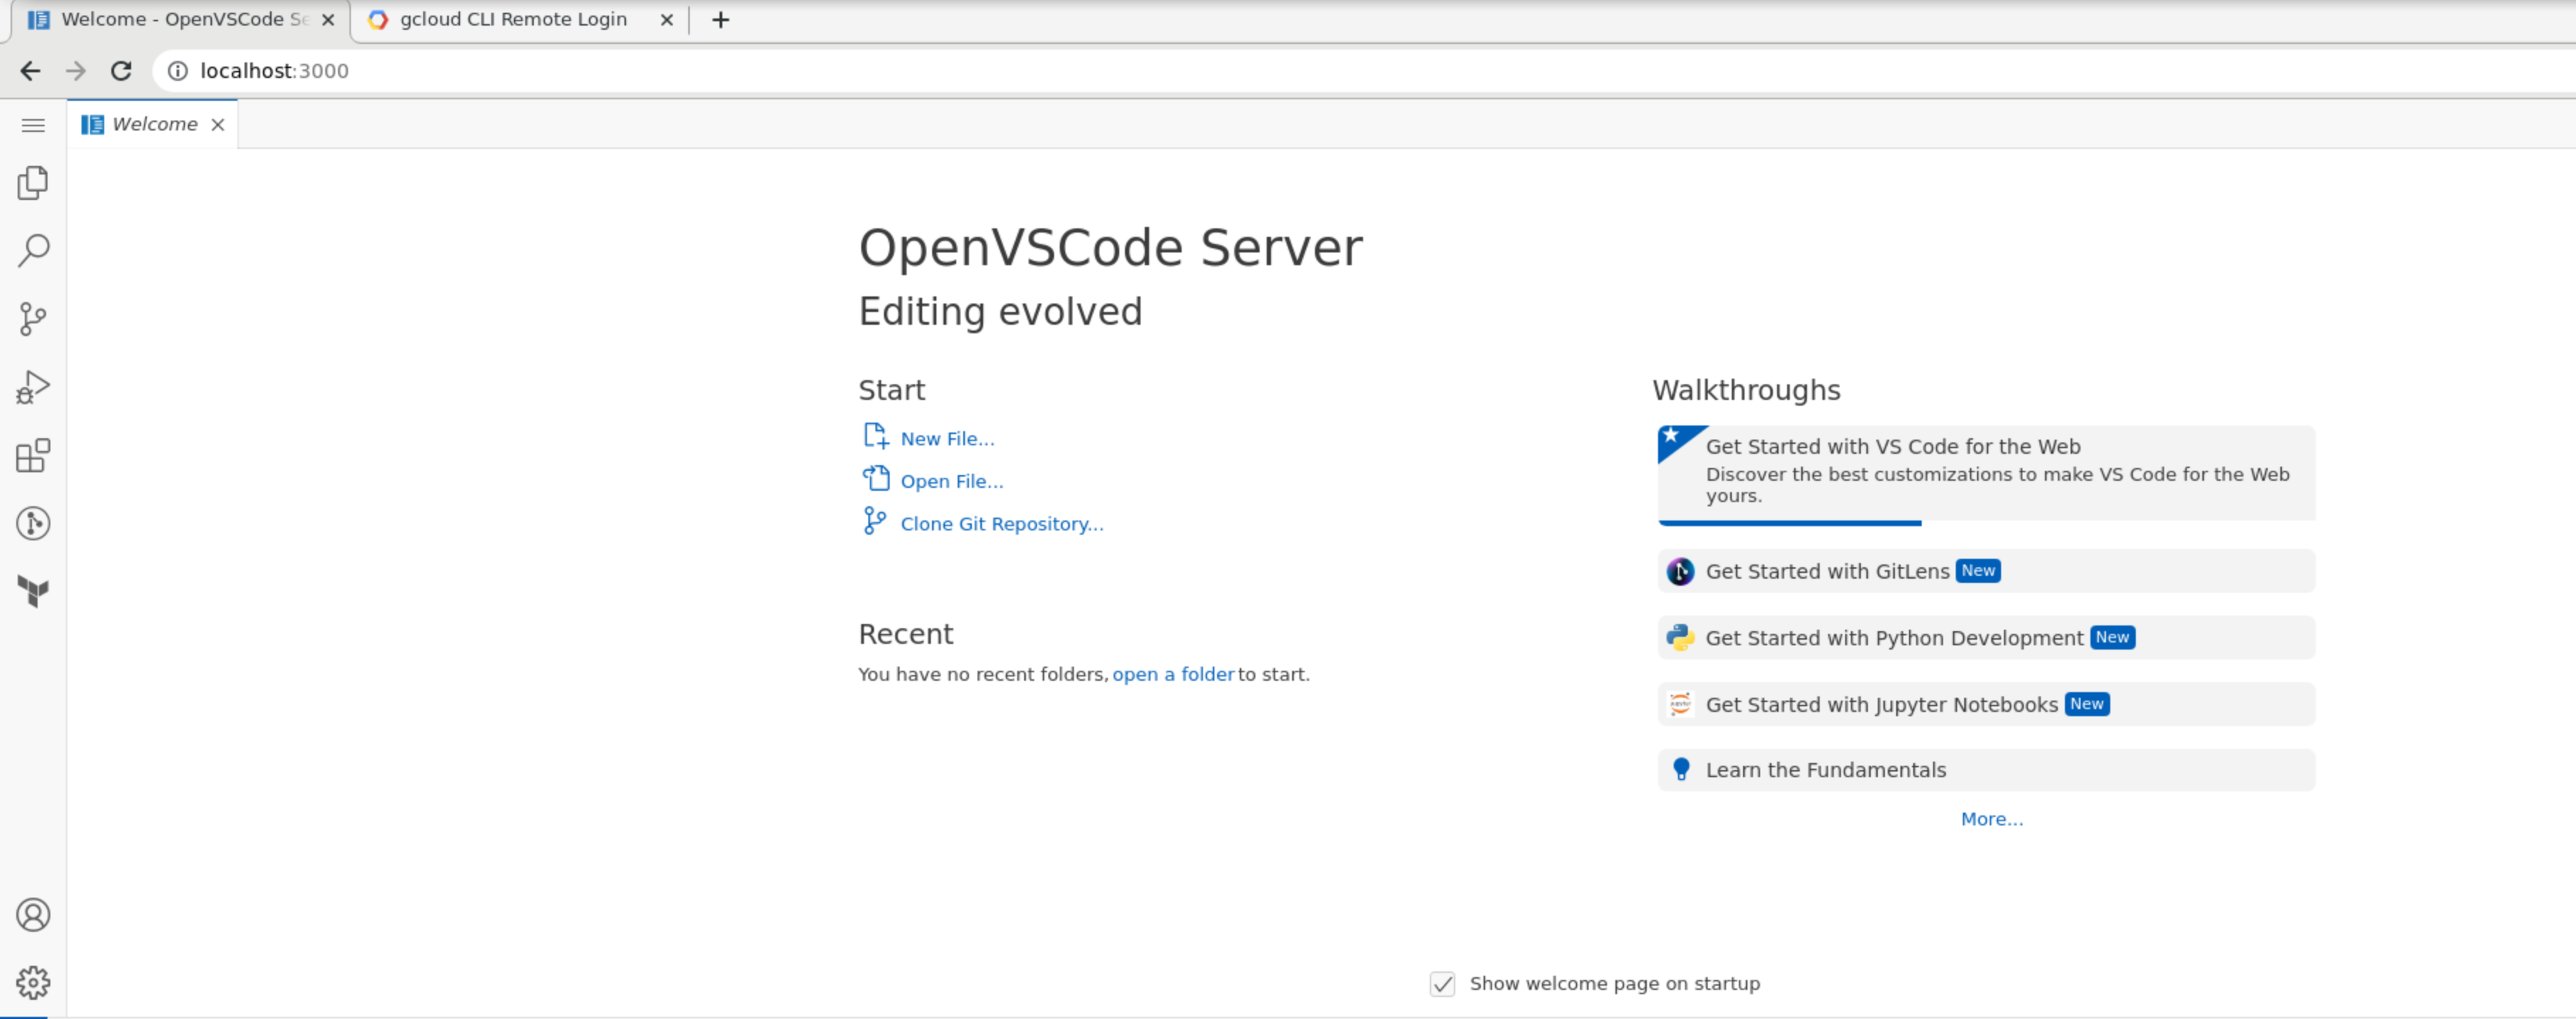 Welcome - OpenVSCode Se
gcloud CLI Remote Login
localhost:3000
Welcome
OpenVSCode Server
Editing evolved
Start
New File...
Open File...
Clone Git Repository...
Recent
You have no recent folders, open a folder to start.
Walkthroughs
Get Started with VS Code for the Web
Discover the best customizations to make VS Code for the Web
yours.
Get Started with GitLens New
Get Started with Python Development New
Get Started with Jupyter Notebooks New
Learn the Fundamentals
More...
Show welcome page on startup